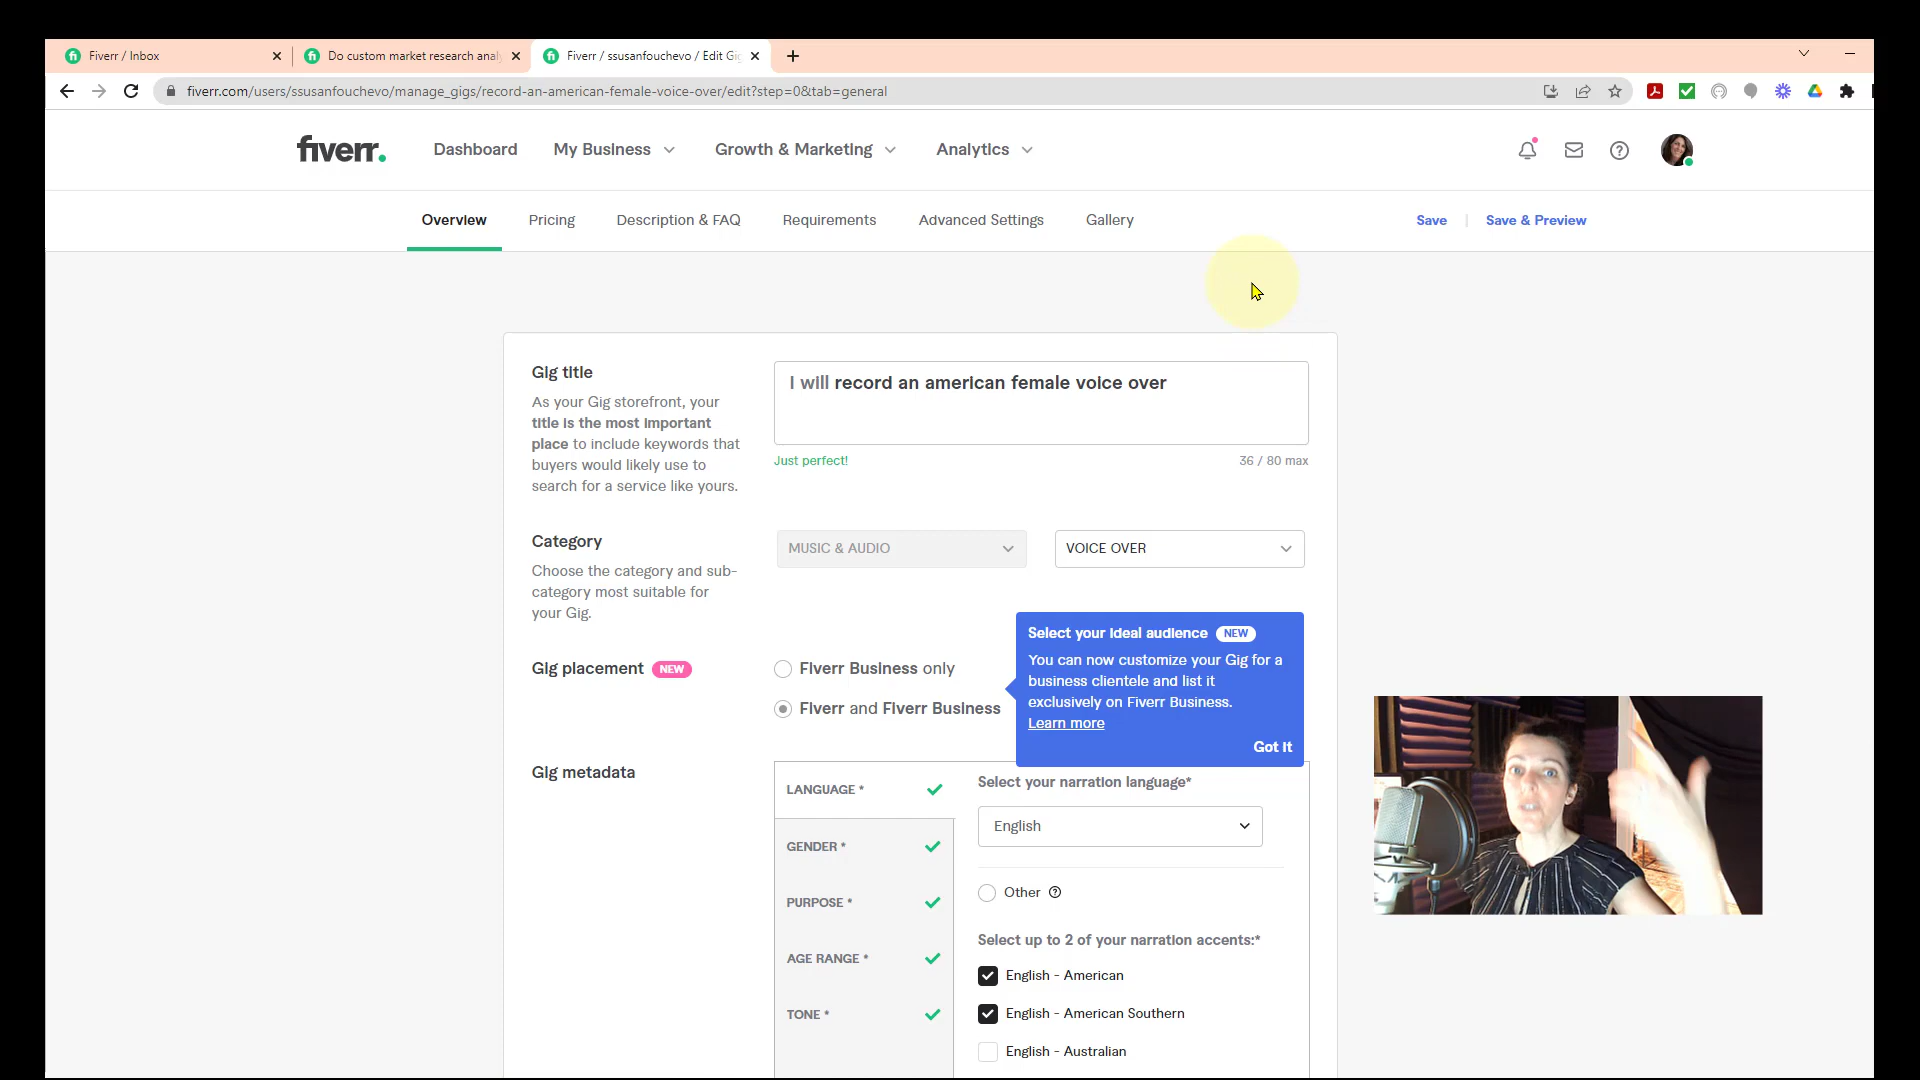 Fiverr / Inbox
Do custom market research anal
Fiverr / ssusanfouchevo / Edit Gi
fiverr.com/users/ssusanfouchevo/manage_gigs/record-an-american-female-voice-over/edit?step=0&tab=general
fiverr.
Dashboard
My Business
Growth & Marketing
Analytics
Overview
Pricing
Description & FAQ
Requirements
Advanced Settings
Gallery
Save
Save & Preview
Gig title
As your Gig storefront, your
title is the most important
place to include keywords that
buyers would likely use to
search for a service like yours.
I will record an american female voice over
Just perfect!
36 / 80 max
Category
Choose the category and sub-
category most suitable for
your Gig.
MUSIC & AUDIO
VOICE OVER
Gig placement NEW
Fiverr Business only
Fiverr and Fiverr Business
Select your ideal audience NEW
You can now customize your Gig for a
business clientele and list it
exclusively on Fiverr Business.
Learn more
Got it
Gig metadata
LANGUAGE *
GENDER *
PURPOSE *
AGE RANGE *
TONE *
Select your narration language*
English
Other
Select up to 2 of your narration accents:*
English - American
English - American Southern
English - Australian